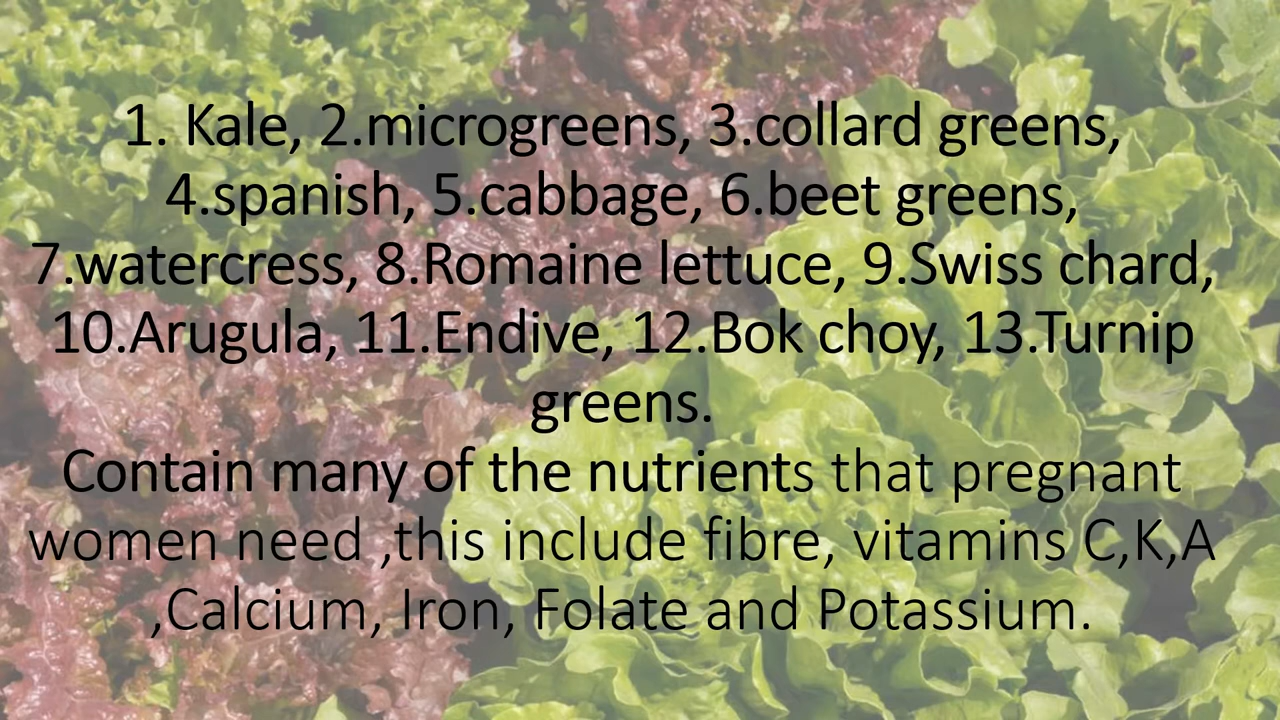 1. Kale, 2.microgreens, 3.collard greens,
4.spanish, 5.cabbage, 6.beet greens,
7.watercress, 8.Romaine lettuce, 9.Swiss chard,
10.Arugula, 11.Endive, 12.Bok choy, 13.Turnip
greens.
Contain many of the nutrients that pregnant
women need ,this include fibre, vitamins C,K,A
,Calcium, Iron, Folate and Potassium.